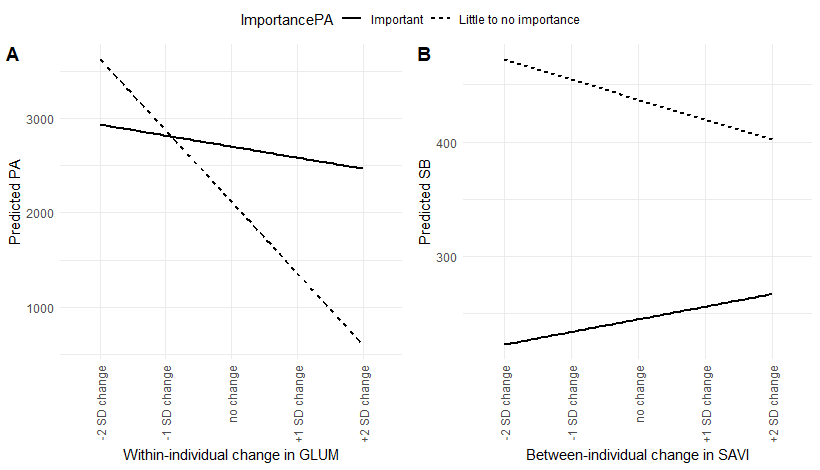 ImportancePA Important Little to no importance
A
Predicted PA
3000
2000
1000
-2 SD change
-1 SD change
no change
+1 SD change
+2 SD change
Within-individual change in GLUM
B
Predicted SB
400
300
-2 SD change
-1 SD change
no change
+1 SD change
+2 SD change
Between-individual change in SAVI